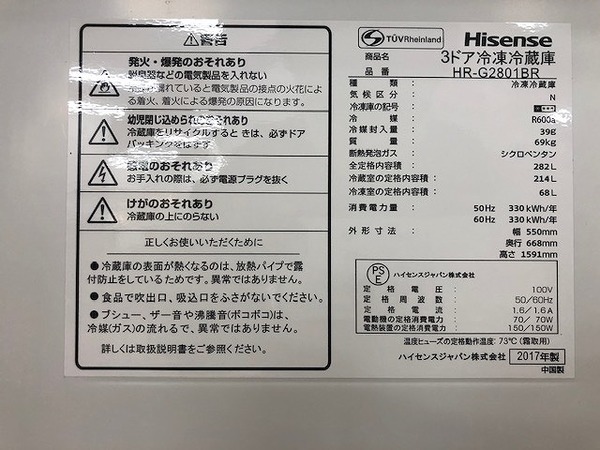 警告
発火・爆発のおそれあり
脱臭器などの電気製品を入れない
漏れていると電気製品の接点の火花によ
る着火、着火による爆発の原因になります。
幼児閉じ込められのおそれあり
冷蔵庫をリサイクルするときは、必ずドア
パッキングをはずす
感電のおそれあり
お手入れの際は、必ず電源プラグを抜く
けがのおそれあり
冷蔵庫の上にのらない
正しくお使いいただくために
●冷蔵庫の表面が熱くなるのは、放熱パイプで露
付防止をしているためです。異常ではありません。
●食品で吹出口、吸込口をふさがないでください。
●ブシュー、ザー音や沸騰音(ボコボコ)は、
冷媒(ガス)の流れるで、異常ではありません。
詳しくは取扱説明書をご参照ください。
TÜVRheinland
Hisense
商品名 3ドア冷凍冷蔵庫
品番 HR-G2801BR
種類: 冷凍冷蔵庫
気候区分: N
冷凍庫の記号:
冷媒: R600a
冷媒封入量: 39g
質量: 69kg
断熱発泡ガス: シクロペンタン
全定格内容積: 282L
冷蔵室の定格内容積: 214L
冷凍室の定格内容積: 68L
消費電力量 50Hz 330kWh/年
60Hz 330kWh/年
外形寸法: 幅 550mm
奥行 668mm
高さ 1591mm
PSE ハイセンスジャパン株式会社
定格電圧: 100V
定格周波数: 50/60Hz
定格電流: 1.6/1.6A
電動機の定格消費電力: 70/70W
電熱装置の定格消費電力: 150/150W
温度ヒューズの定格動作温度: 73℃(霜取用)
ハイセンスジャパン株式会社 2017年製
中国製